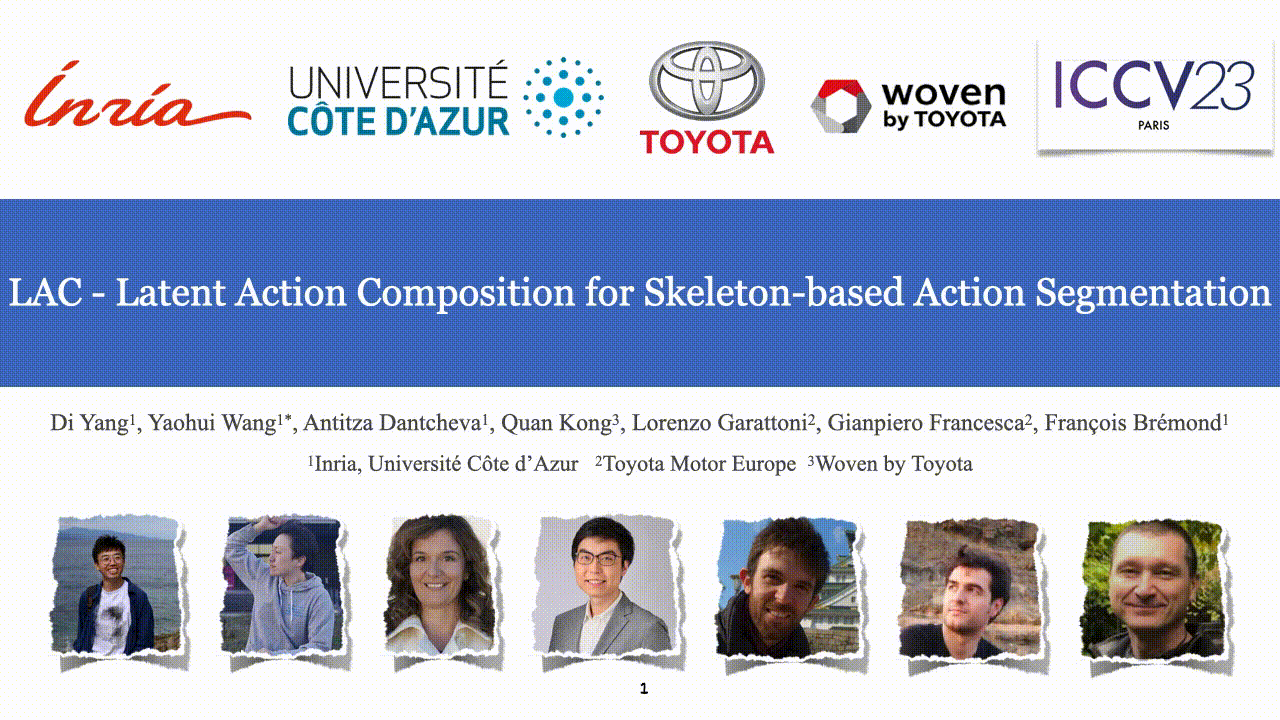 Inría
UNIVERSITÉ
CÔTE D'AZUR
TOYOTA
woven
by TOYOTA
ICCV23
PARIS
LAC - Latent Action Composition for Skeleton-based Action Segmentation
Di Yang1, Yaohui Wang1*, Antitza Dantcheva1, Quan Kong3, Lorenzo Garattoni2, Gianpiero Francesca2, François Brémond1
1Inria, Université Côte d’Azur 2Toyota Motor Europe 3Woven by Toyota
1